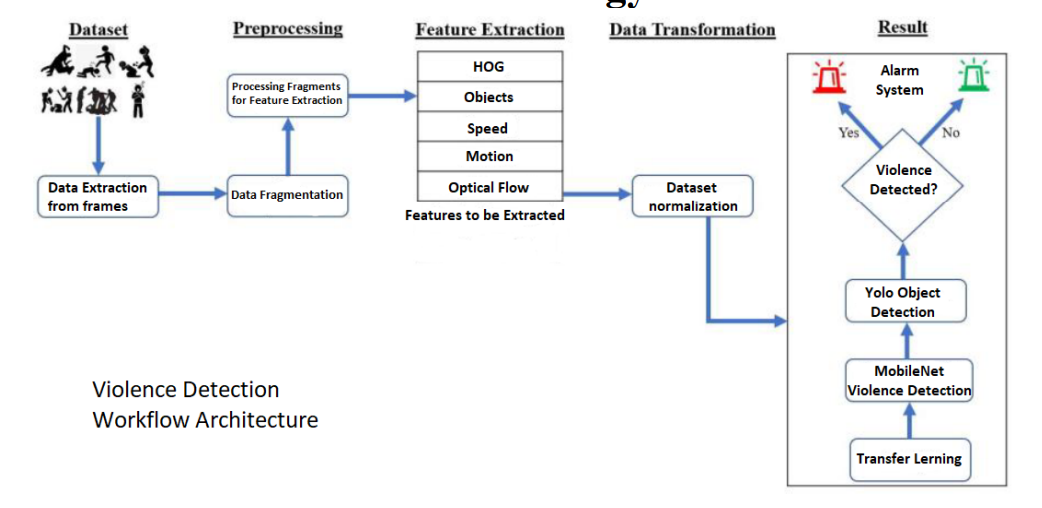 gy
Dataset
Preprocessing
Feature Extraction
Data Transformation
Result
Data Extraction
from frames
Data Fragmentation
Processing Fragments
for Feature Extraction
HOG
Objects
Speed
Motion
Optical Flow
Features to be Extracted
Dataset
normalization
Alarm
System
Yes
No
Violence
Detected?
Yolo Object
Detection
MobileNet
Violence Detection
Transfer Lerning
Violence Detection
Workflow Architecture